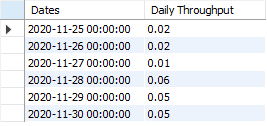 Dates Daily Throughput
2020-11-25 00:00:00 0.02
2020-11-26 00:00:00 0.02
2020-11-27 00:00:00 0.01
2020-11-28 00:00:00 0.06
2020-11-29 00:00:00 0.05
2020-11-30 00:00:00 0.05